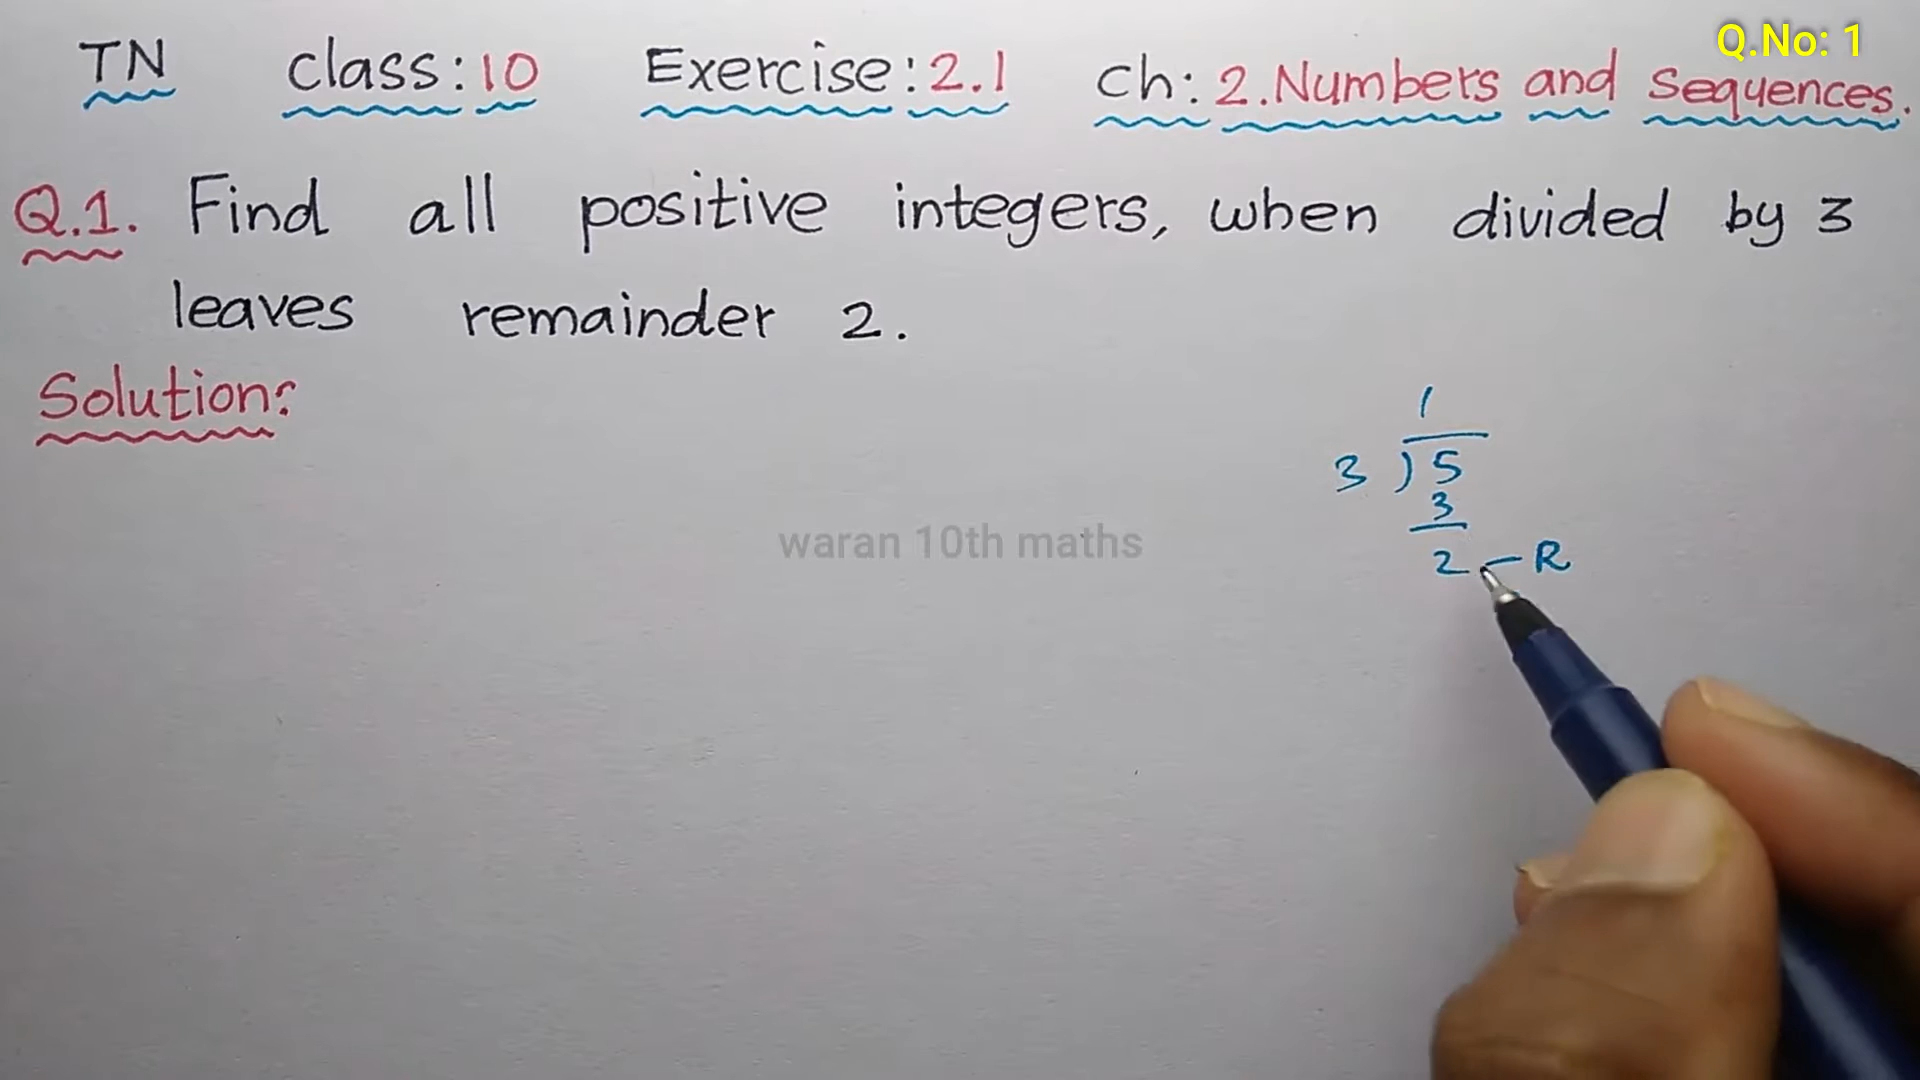 Q.No: 1
TN class:10 Exercise:2.1 Ch:2.Numbers and Sequences.
Q.1. Find all positive integers, when divided by 3
leaves remainder 2.
Solution:
1
3 ) 5
3
2 - R
waran 10th maths